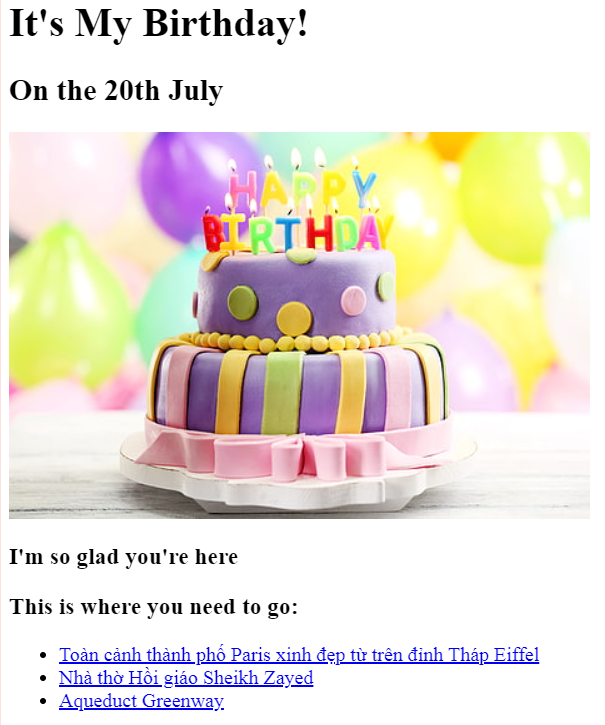 It's My Birthday!
On the 20th July
HAPPY
BIRTHDAY
I'm so glad you're here
This is where you need to go:
Toàn cảnh thành phố Paris xinh đẹp từ trên đỉnh Tháp Eiffel
Nhà thờ Hồi giáo Sheikh Zayed
Aqueduct Greenway